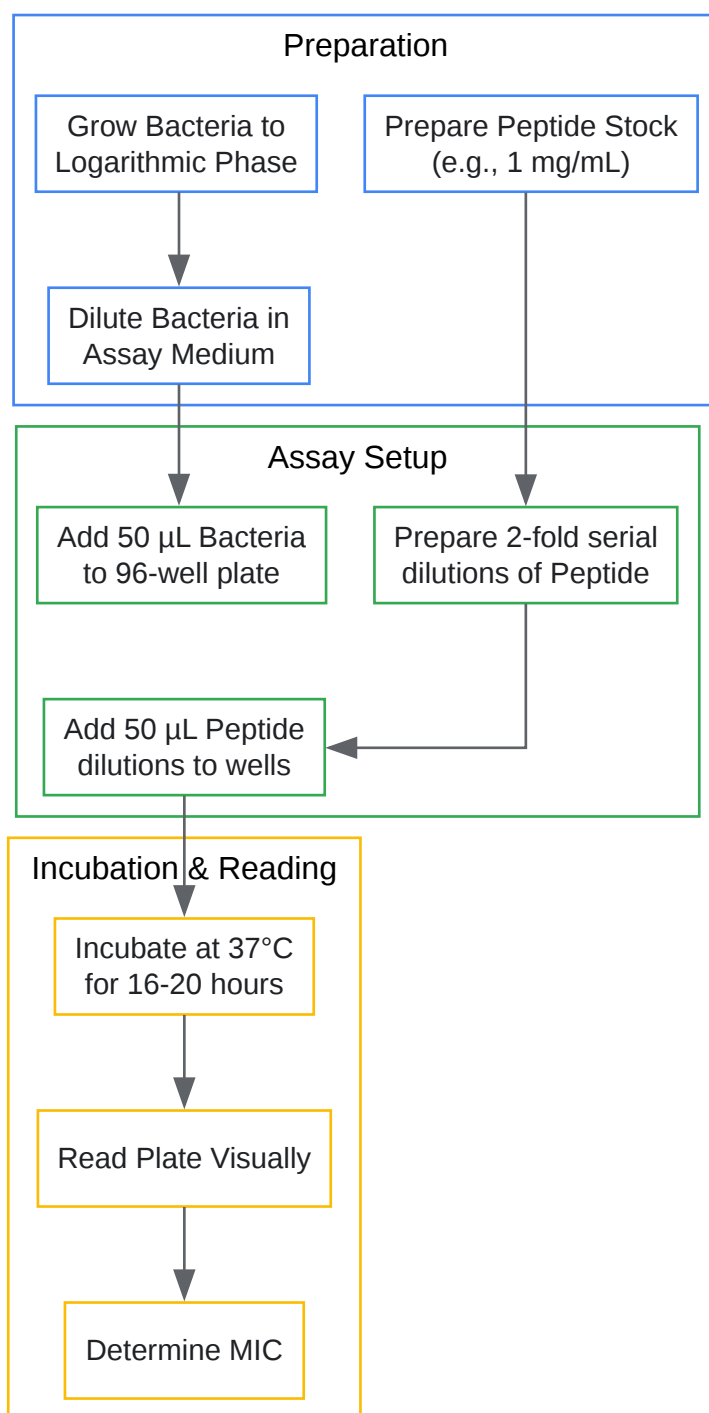 Preparation
Grow Bacteria to
Logarithmic Phase
Prepare Peptide Stock
(e.g., 1 mg/mL)
Dilute Bacteria in
Assay Medium
Assay Setup
Add 50 µL Bacteria
to 96-well plate
Prepare 2-fold serial
dilutions of Peptide
Add 50 µL Peptide
dilutions to wells
Incubation & Reading
Incubate at 37°C
for 16-20 hours
Read Plate Visually
Determine MIC